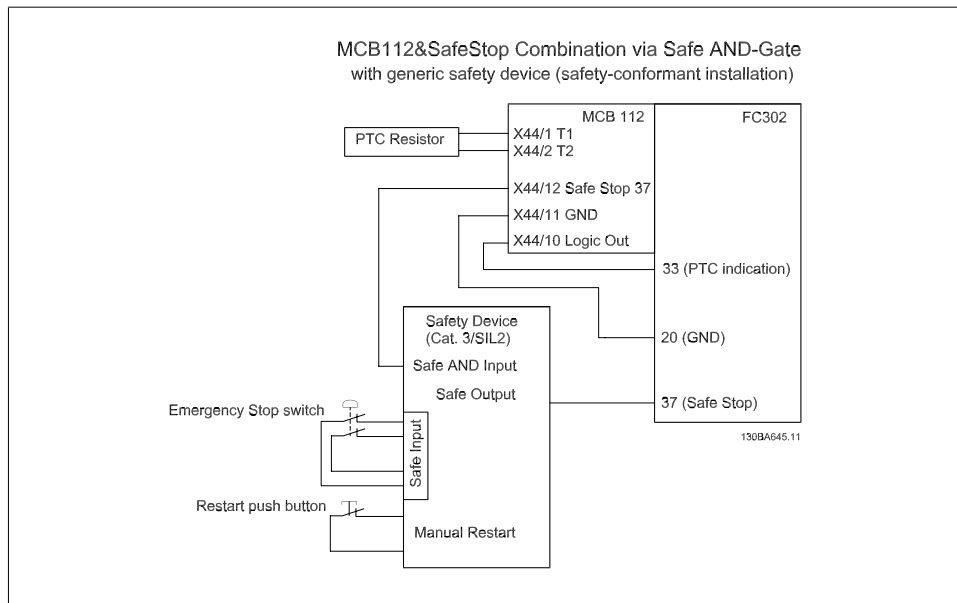 MCB112&SafeStop Combination via Safe AND-Gate
with generic safety device (safety-conformant installation)
MCB 112
FC302
PTC Resistor
X44/1 T1
X44/2 T2
X44/12 Safe Stop 37
X44/11 GND
X44/10 Logic Out
33 (PTC indication)
Safety Device
(Cat. 3/SIL2)
20 (GND)
Safe AND Input
Safe Output
37 (Safe Stop)
Emergency Stop switch
Safe Input
130BA645.11
Restart push button
Manual Restart